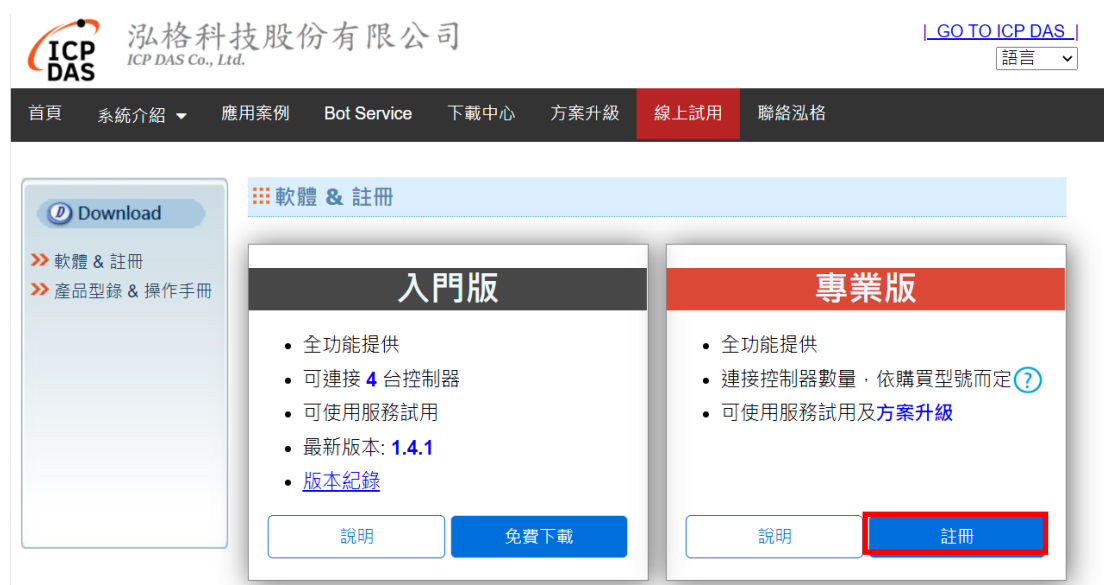 ICP
DAS
泓格科技股份有限公司
ICP DAS Co., Ltd.
| GO TO ICP DAS |
語言
首頁 系統介紹 應用案例 Bot Service 下載中心 方案升級 線上試用 聯絡泓格
Download
軟體 & 註冊
產品型錄 & 操作手冊
軟體 & 註冊
入門版
全功能提供
可連接 4 台控制器
可使用服務試用
最新版本: 1.4.1
版本紀錄
說明 免費下載
專業版
全功能提供
連接控制器數量，依購買型號而定?
可使用服務試用及方案升級
說明 註冊